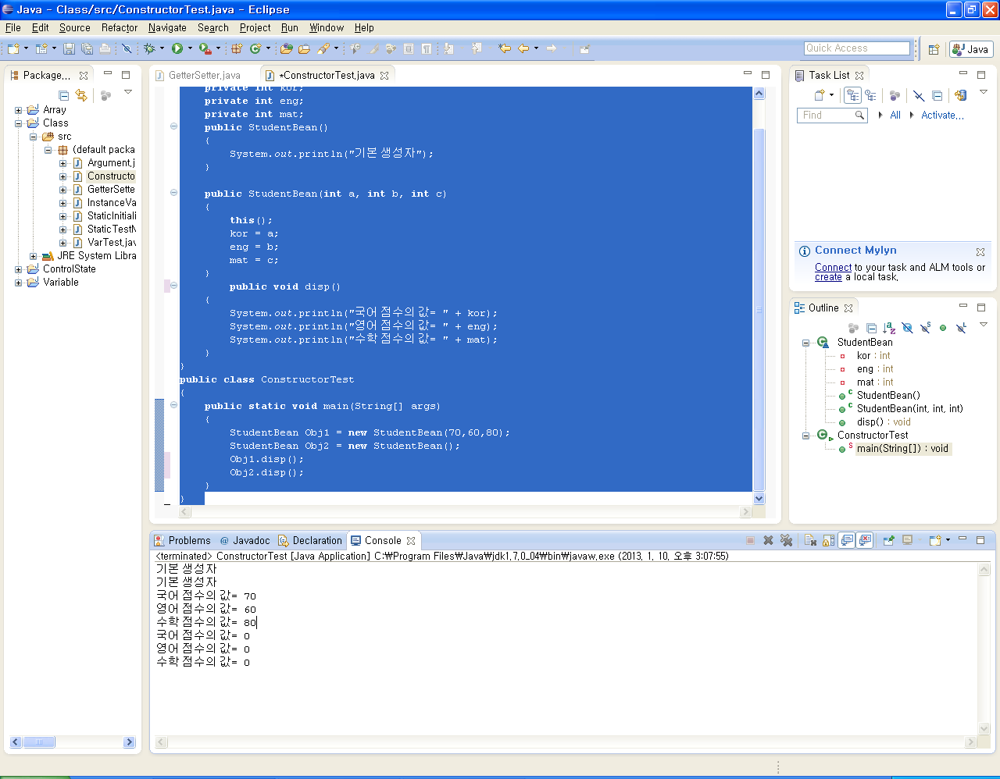 Java - Class/src/ConstructorTest.java - Eclipse
File Edit Source Refactor Navigate Search Project Run Window Help
Quick Access
Java
Package...
Array
Class
src
(default packa
Argument.j
Constructo
GetterSette
InstanceVa
StaticInitiali
StaticTestN
VarTest.jav
JRE System Libra
ControlState
Variable
GetterSetter.java
*ConstructorTest.java
private int kor;
private int eng;
private int mat;
public StudentBean()
{
System.out.println("기본 생성자");
}
public StudentBean(int a, int b, int c)
{
this();
kor = a;
eng = b;
mat = c;
}
public void disp()
{
System.out.println("국어 점수의 값= " + kor);
System.out.println("영어 점수의 값= " + eng);
System.out.println("수학 점수의 값= " + mat);
}
}
public class ConstructorTest
{
public static void main(String[] args)
{
StudentBean Obj1 = new StudentBean(70,60,80);
StudentBean Obj2 = new StudentBean();
Obj1.disp();
Obj2.disp();
}
}
Task List
Find
All
Activate...
Connect Mylyn
Connect to your task and ALM tools or
create a local task.
Outline
StudentBean
kor : int
eng : int
mat : int
StudentBean()
StudentBean(int, int, int)
disp() : void
ConstructorTest
main(String[]) : void
Problems @ Javadoc Declaration Console
<terminated> ConstructorTest [Java Application] C:₩Program Files₩Java₩jdk1.7.0_04₩bin₩javaw.exe (2013. 1. 10. 오후 3:07:55)
기본 생성자
기본 생성자
국어 점수의 값= 70
영어 점수의 값= 60
수학 점수의 값= 80
국어 점수의 값= 0
영어 점수의 값= 0
수학 점수의 값= 0